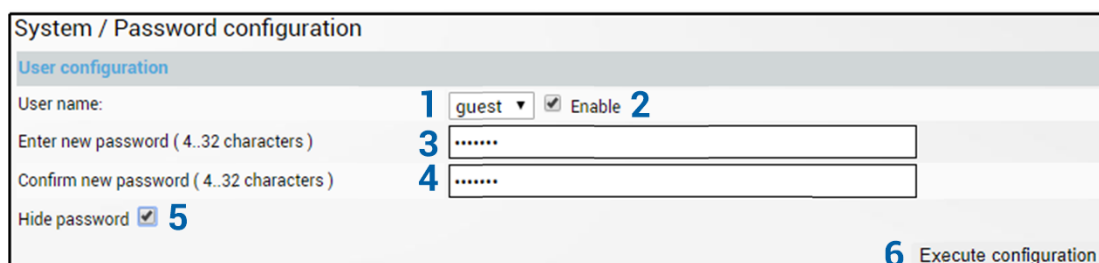 System / Password configuration
User configuration
User name: 1 guest Enable 2
Enter new password ( 4..32 characters ) 3 •••••••
Confirm new password ( 4..32 characters ) 4 •••••••
Hide password 5
6 Execute configuration